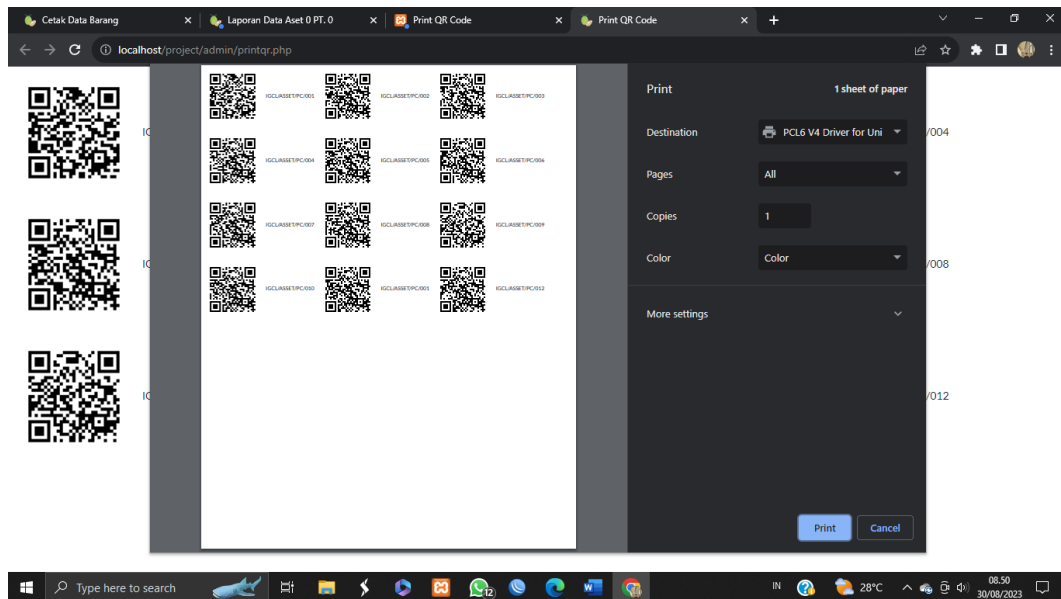 Cetak Data Barang
Laporan Data Aset 0 PT. 0
Print QR Code
Print QR Code
localhost/project/admin/printqr.php
IGCL/ASSET/PC/001 IGCL/ASSET/PC/002 IGCL/ASSET/PC/003
IGCL/ASSET/PC/004 IGCL/ASSET/PC/005 IGCL/ASSET/PC/006
IGCL/ASSET/PC/007 IGCL/ASSET/PC/008 IGCL/ASSET/PC/009
IGCL/ASSET/PC/010 IGCL/ASSET/PC/001 IGCL/ASSET/PC/012
IG
IG
IG
Print 1 sheet of paper
Destination PCL6 V4 Driver for Uni
Pages All
Copies 1
Color Color
More settings
Print Cancel
/004
/008
/012
Type here to search
12
W
IN
28°C
08.50
30/08/2023